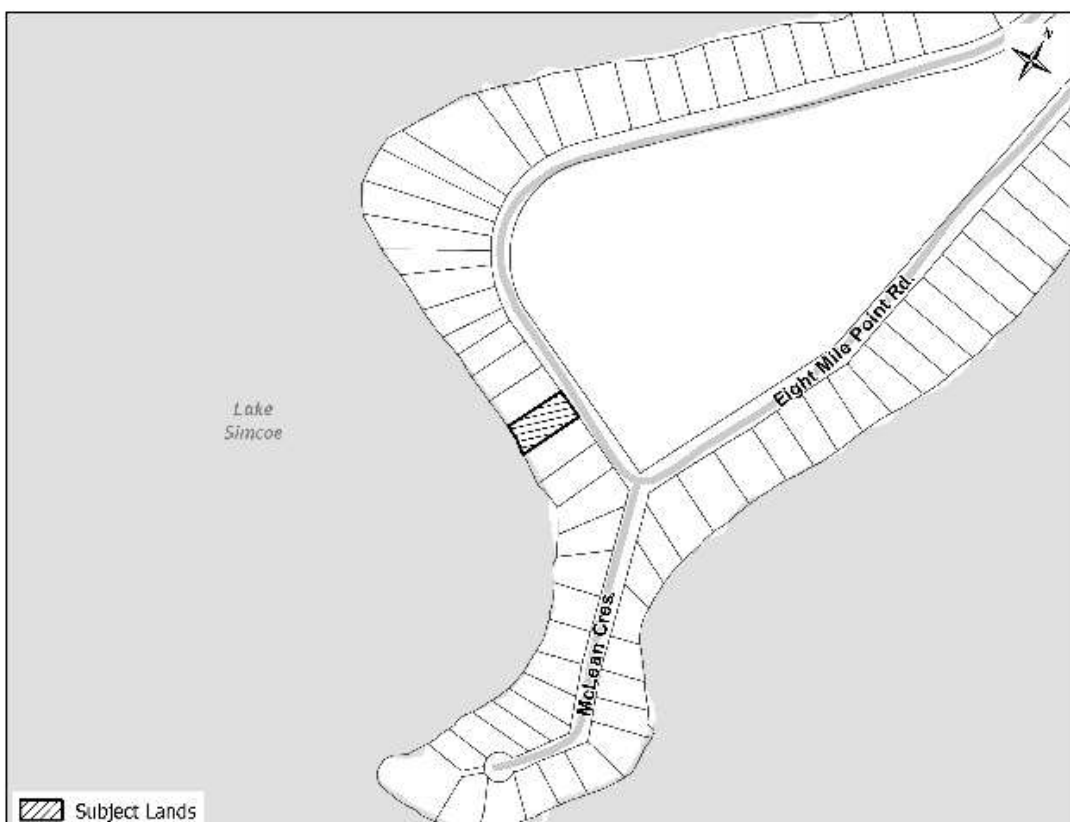 N
Eight Mile Point Rd.
Lake
Simcoe
McLean Cres.
Subject Lands